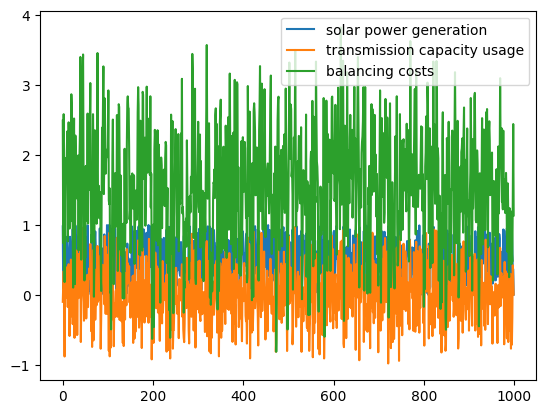 solar power generation
transmission capacity usage
balancing costs
4
3
2
1
0
−1
0 200 400 600 800 1000